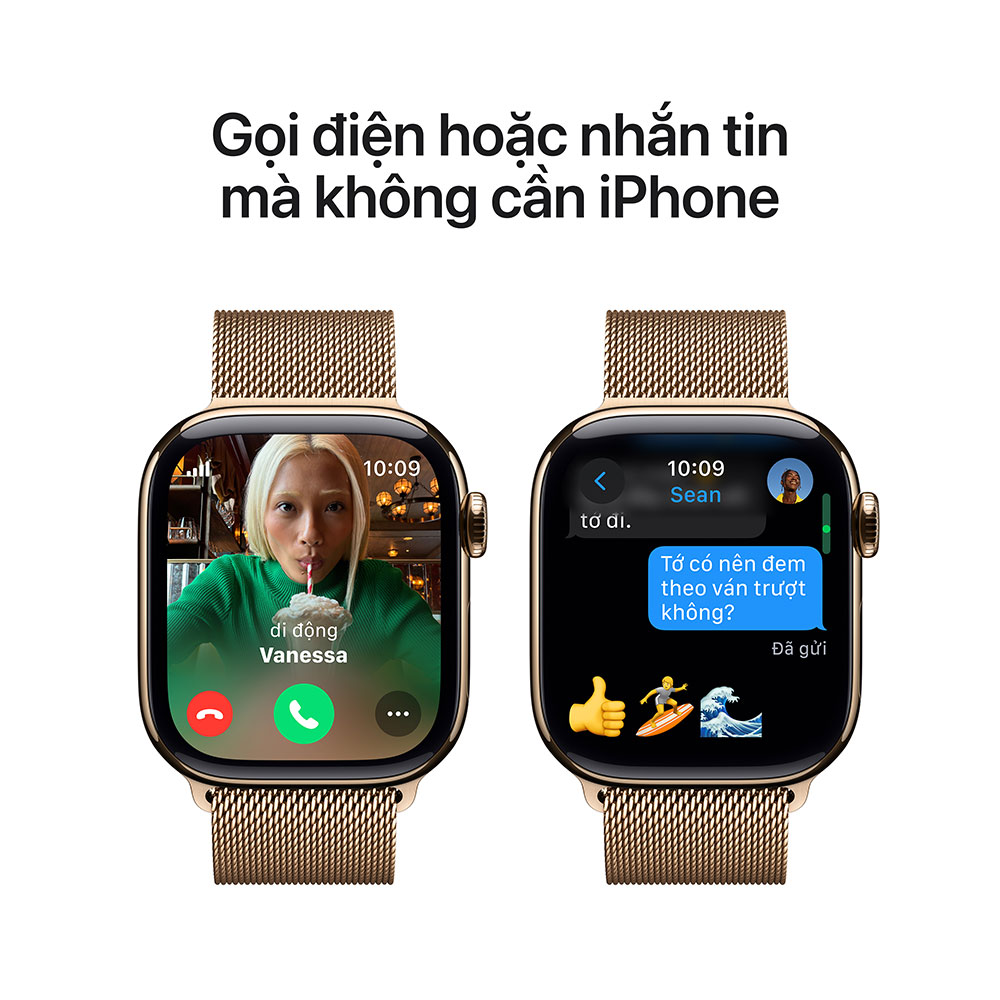 Gọi điện hoặc nhắn tin
mà không cần iPhone
10:09
di động
Vanessa
10:09
Sean
tớ đi.
Tớ có nên đem
theo ván trượt
không?
Đã gửi